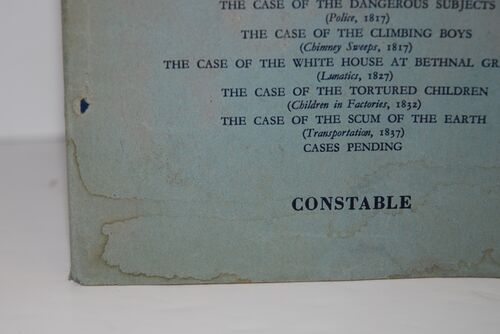 THE CASE OF THE DANGEROUS SUBJECTS
(Police, 1817)
THE CASE OF THE CLIMBING BOYS
(Chimney Sweeps, 1817)
THE CASE OF THE WHITE HOUSE AT BETHNAL GR
(Lunatics, 1827)
THE CASE OF THE TORTURED CHILDREN
(Children in Factories, 1832)
THE CASE OF THE SCUM OF THE EARTH
(Transportation, 1837)
CASES PENDING
CONSTABLE